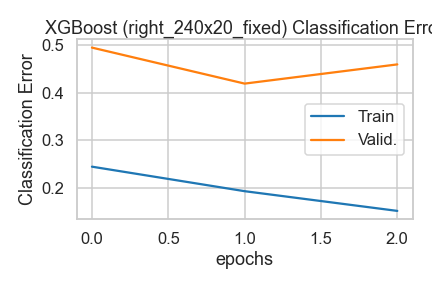 XGBoost (right_240x20_fixed) Classification Erro
Classification Error
0.5
0.4
0.3
0.2
Train
Valid.
0.0
0.5
1.0
1.5
2.0
epochs